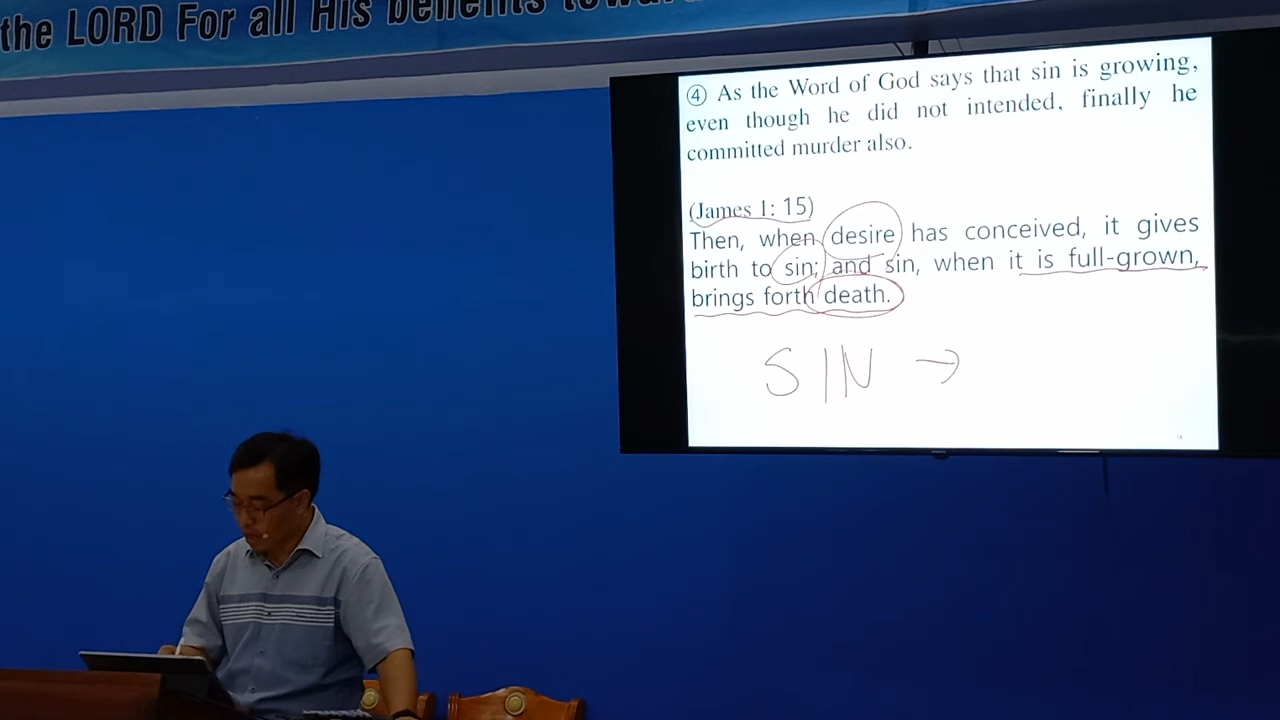 the LORD For all His benefits
④ As the Word of God says that sin is growing,
even though he did not intended, finally he
committed murder also.
(James 1: 15)
Then, when desire has conceived, it gives
birth to sin; and sin, when it is full-grown,
brings forth death.
SIN →